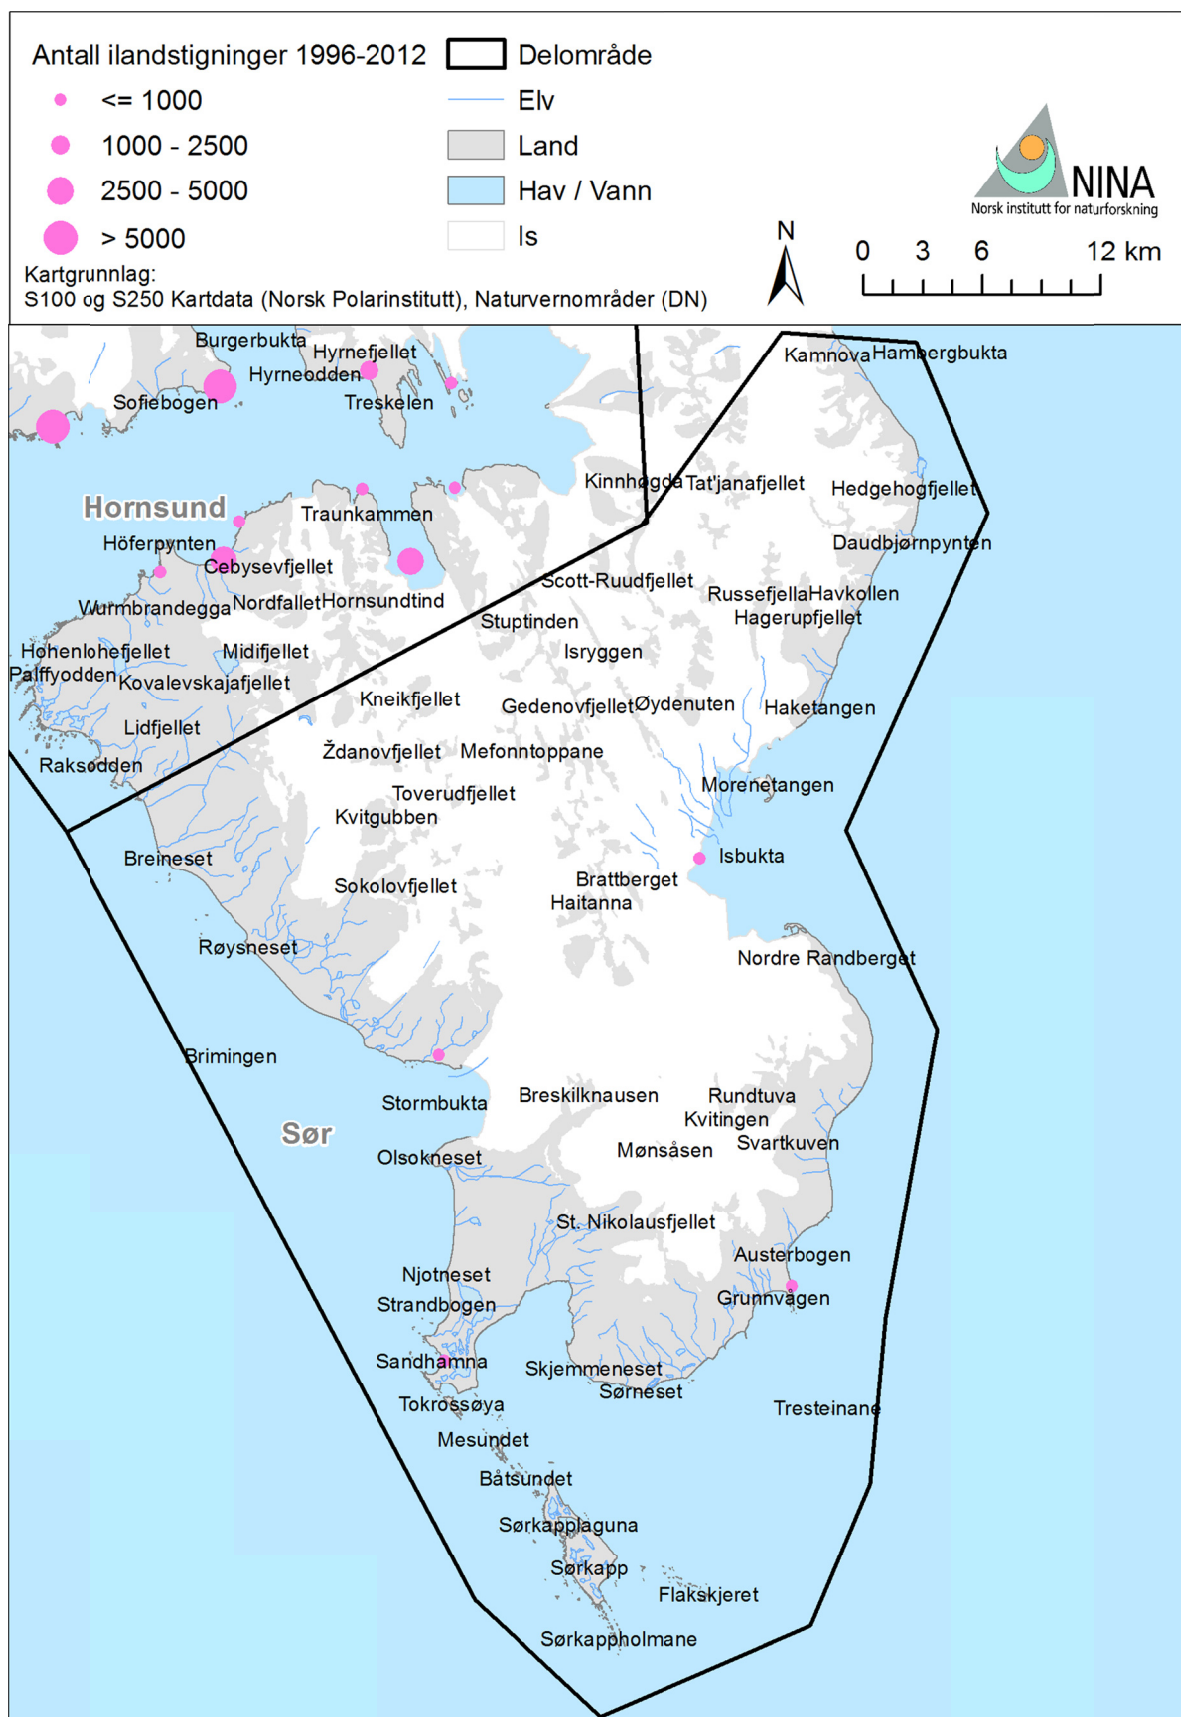 Antall ilandstigninger 1996-2012
<= 1000
1000 - 2500
2500 - 5000
> 5000
Delområde
Elv
Land
Hav / Vann
Is
Kartgrunnlag:
S100 og S250 Kartdata (Norsk Polarinstitutt), Naturvernområder (DN)
NINA
Norsk institutt for naturforskning
N
0 3 6 12 km
Burgerbukta
Hyrnefjellet
Kamnova
Hambergbukta
Hyrneodden
Sofiebogen
Treskelen
Kinnhøgda
Tat'janafjellet
Hedgehogfjellet
Hornsund
Traunkammen
Höferpynten
Daudbjørnpynten
Cebysevfjellet
Scott-Ruudfjellet
Wurmbrandegga
Nordfallet
Hornsundtind
Russefjella
Havkollen
Stuptinden
Hagerupfjellet
Hohenlohefjellet
Midifjellet
Isryggen
Palffyodden
Kovalevskajafjellet
Kneikfjellet
Gedenovfjellet
Øydenuten
Haketangen
Lidfjellet
Ždanovfjellet
Mefonntoppane
Raksodden
Morenetangen
Toverudfjellet
Kvitgubben
Breineset
Isbukta
Sokolovfjellet
Brattberget
Haitanna
Røysneset
Nordre Randberget
Brimingen
Stormbukta
Breskilknausen
Rundtuva
Kvitingen
Sør
Svartkuven
Olsokneset
Mønsåsen
St. Nikolausfjellet
Austerbogen
Njotneset
Grunnvågen
Strandbogen
Sandhamna
Skjemmeneset
Sørneset
Tokrossøya
Tresteinane
Mesundet
Båtsundet
Sørkapplaguna
Sørkapp
Flakskjeret
Sørkappholmane